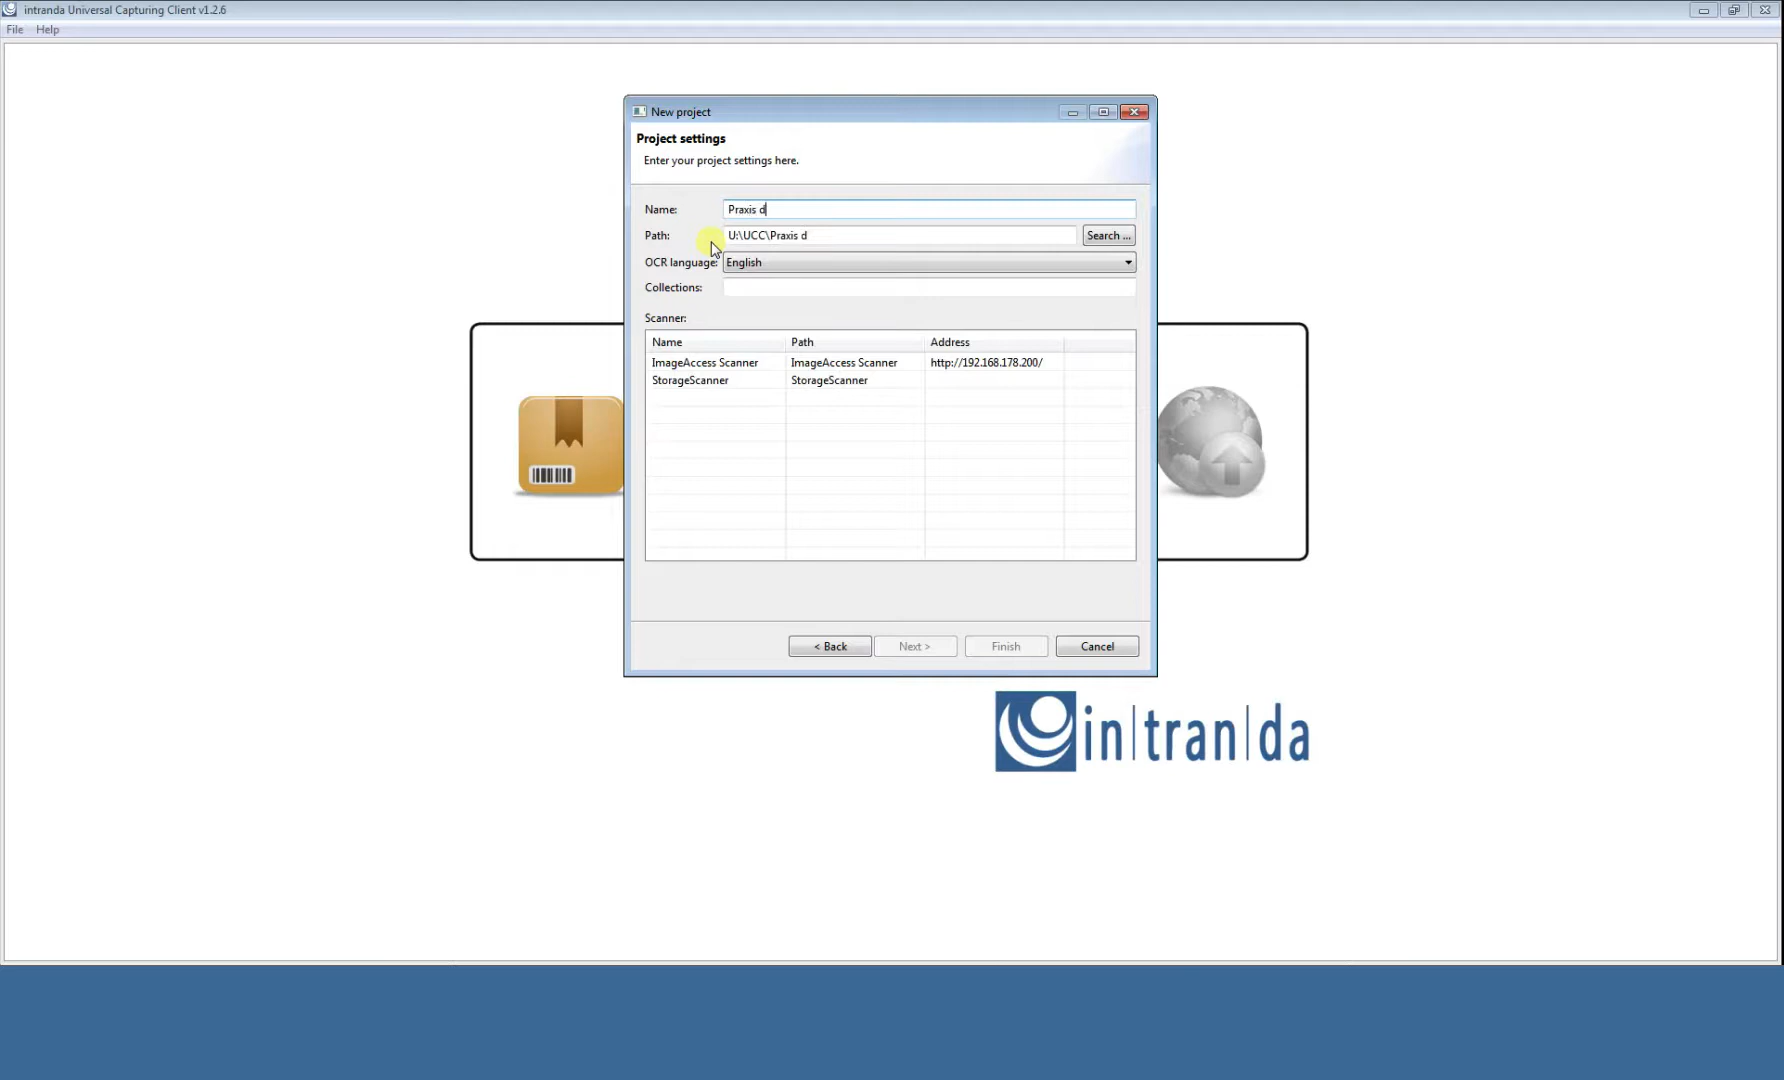 intranda Universal Capturing Client v1.2.6
File Help
New project
Project settings
Enter your project settings here.
Name: Praxis d
Path: U:\UCC\Praxis d Search ...
OCR language: English
Collections:
Scanner:
Name Path Address
ImageAccess Scanner ImageAccess Scanner http://192.168.178.200/
StorageScanner StorageScanner
< Back Next > Finish Cancel
in|tran|da